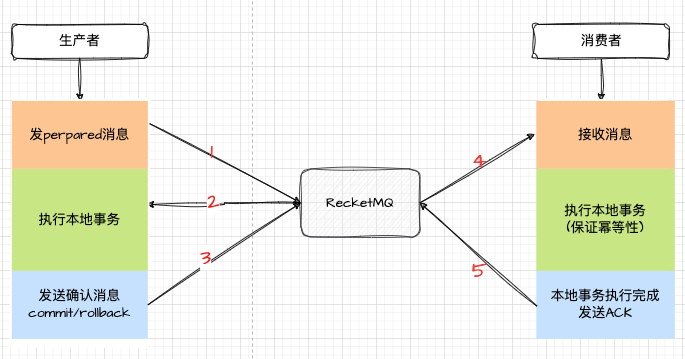 生产者
消费者
发perpared消息
接收消息
1
4
RecketMQ
2
执行本地事务
执行本地事务
(保证幂等性)
3
5
发送确认消息
commit/rollback
本地事务执行完成
发送ACK